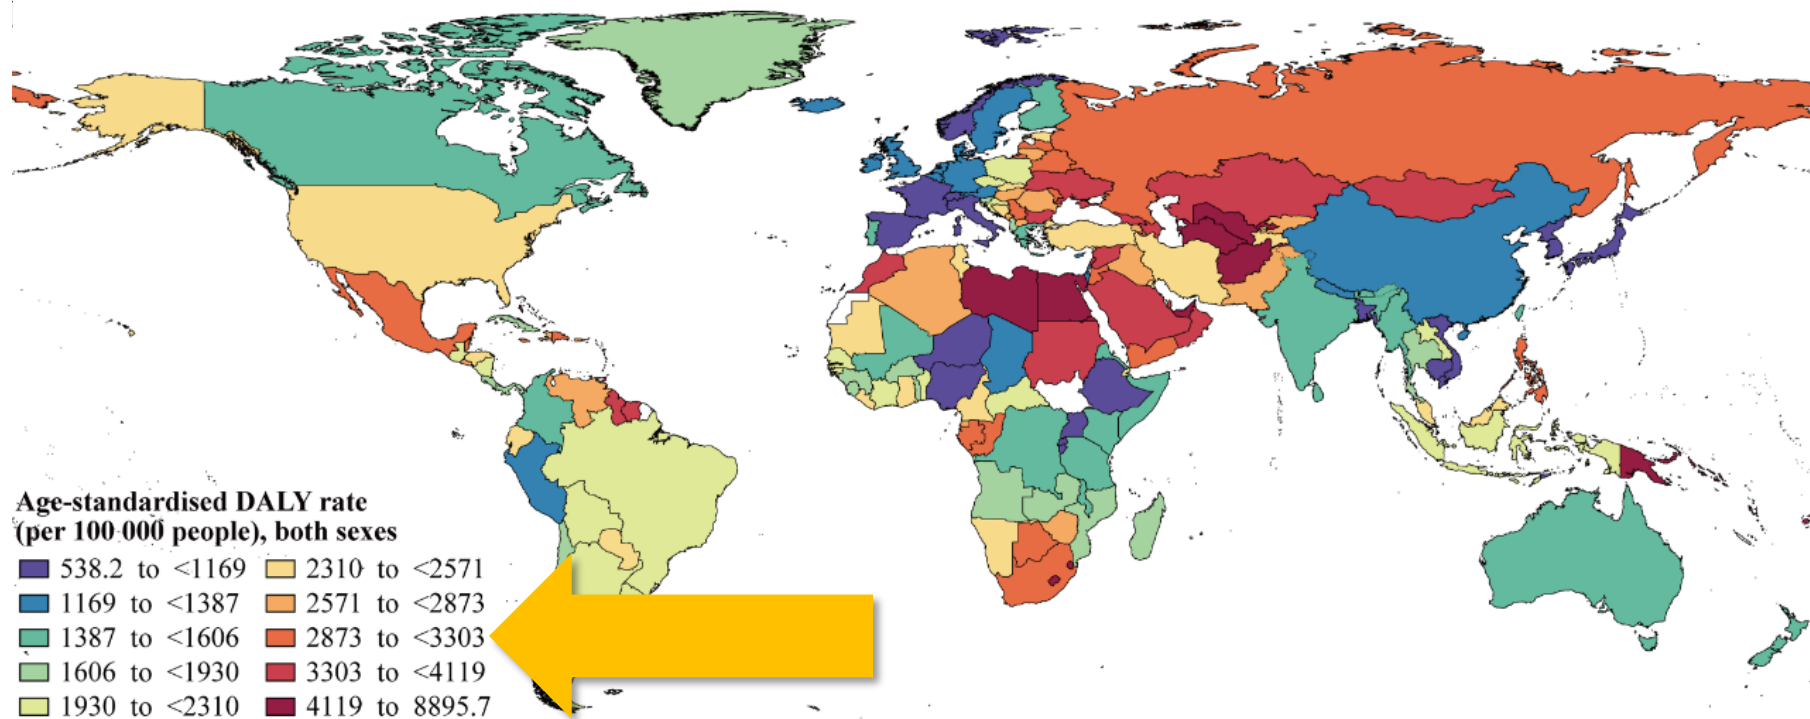 Age-standardised DALY rate
(per 100 000 people), both sexes
538.2 to <1169
1169 to <1387
1387 to <1606
1606 to <1930
1930 to <2310
2310 to <2571
2571 to <2873
2873 to <3303
3303 to <4119
4119 to 8895.7